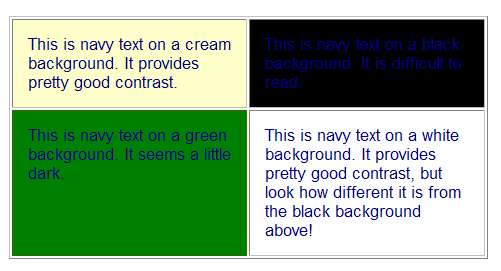 This is navy text on a cream
background. It provides
pretty good contrast.
This is navy text on a black
background. It is difficult to
read.
This is navy text on a green
background. It seems a little
dark.
This is navy text on a white
background. It provides
pretty good contrast, but
look how different it is from
the black background
above!